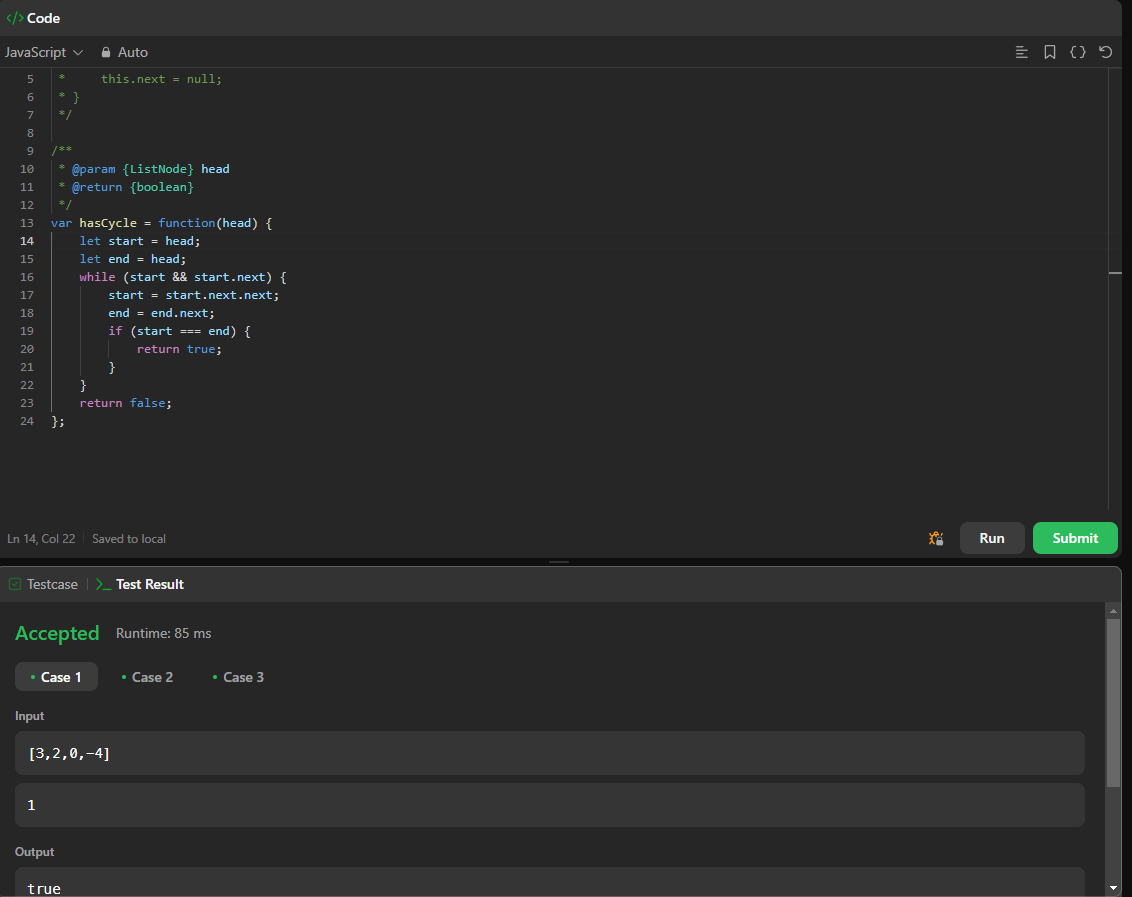 </> Code
JavaScript Auto
5 *     this.next = null;
6 * }
7 */
8
9 /**
10 * @param {ListNode} head
11 * @return {boolean}
12 */
13 var hasCycle = function(head) {
14     let start = head;
15     let end = head;
16     while (start && start.next) {
17         start = start.next.next;
18         end = end.next;
19         if (start === end) {
20             return true;
21         }
22     }
23     return false;
24 };
Ln 14, Col 22 Saved to local Run Submit
Testcase Test Result
Accepted Runtime: 85 ms
• Case 1 • Case 2 • Case 3
Input
[3,2,0,-4]
1
Output
true